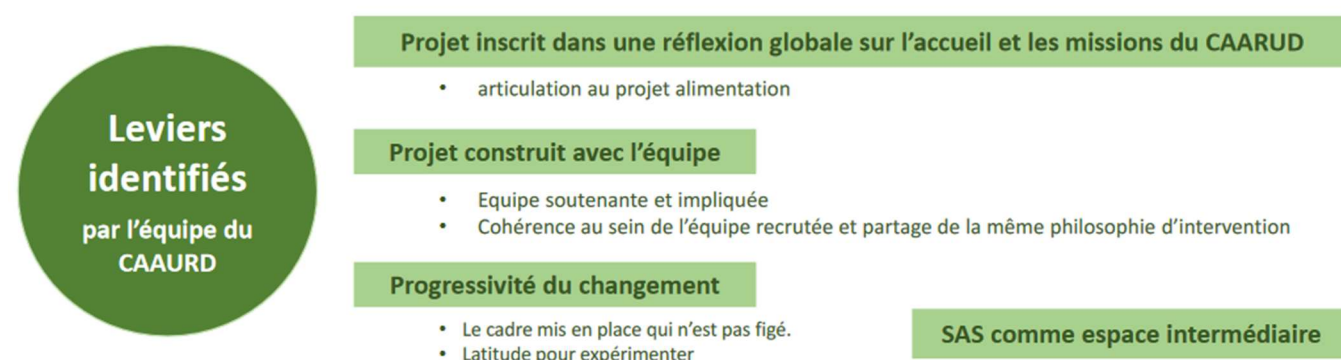 Leviers
identifiés
par l'équipe du
CAAURD
Projet inscrit dans une réflexion globale sur l'accueil et les missions du CAARUD
• articulation au projet alimentation
Projet construit avec l'équipe
• Equipe soutenante et impliquée
• Cohérence au sein de l'équipe recrutée et partage de la même philosophie d'intervention
Progressivité du changement
• Le cadre mis en place qui n'est pas figé.
• Latitude pour expérimenter
SAS comme espace intermédiaire